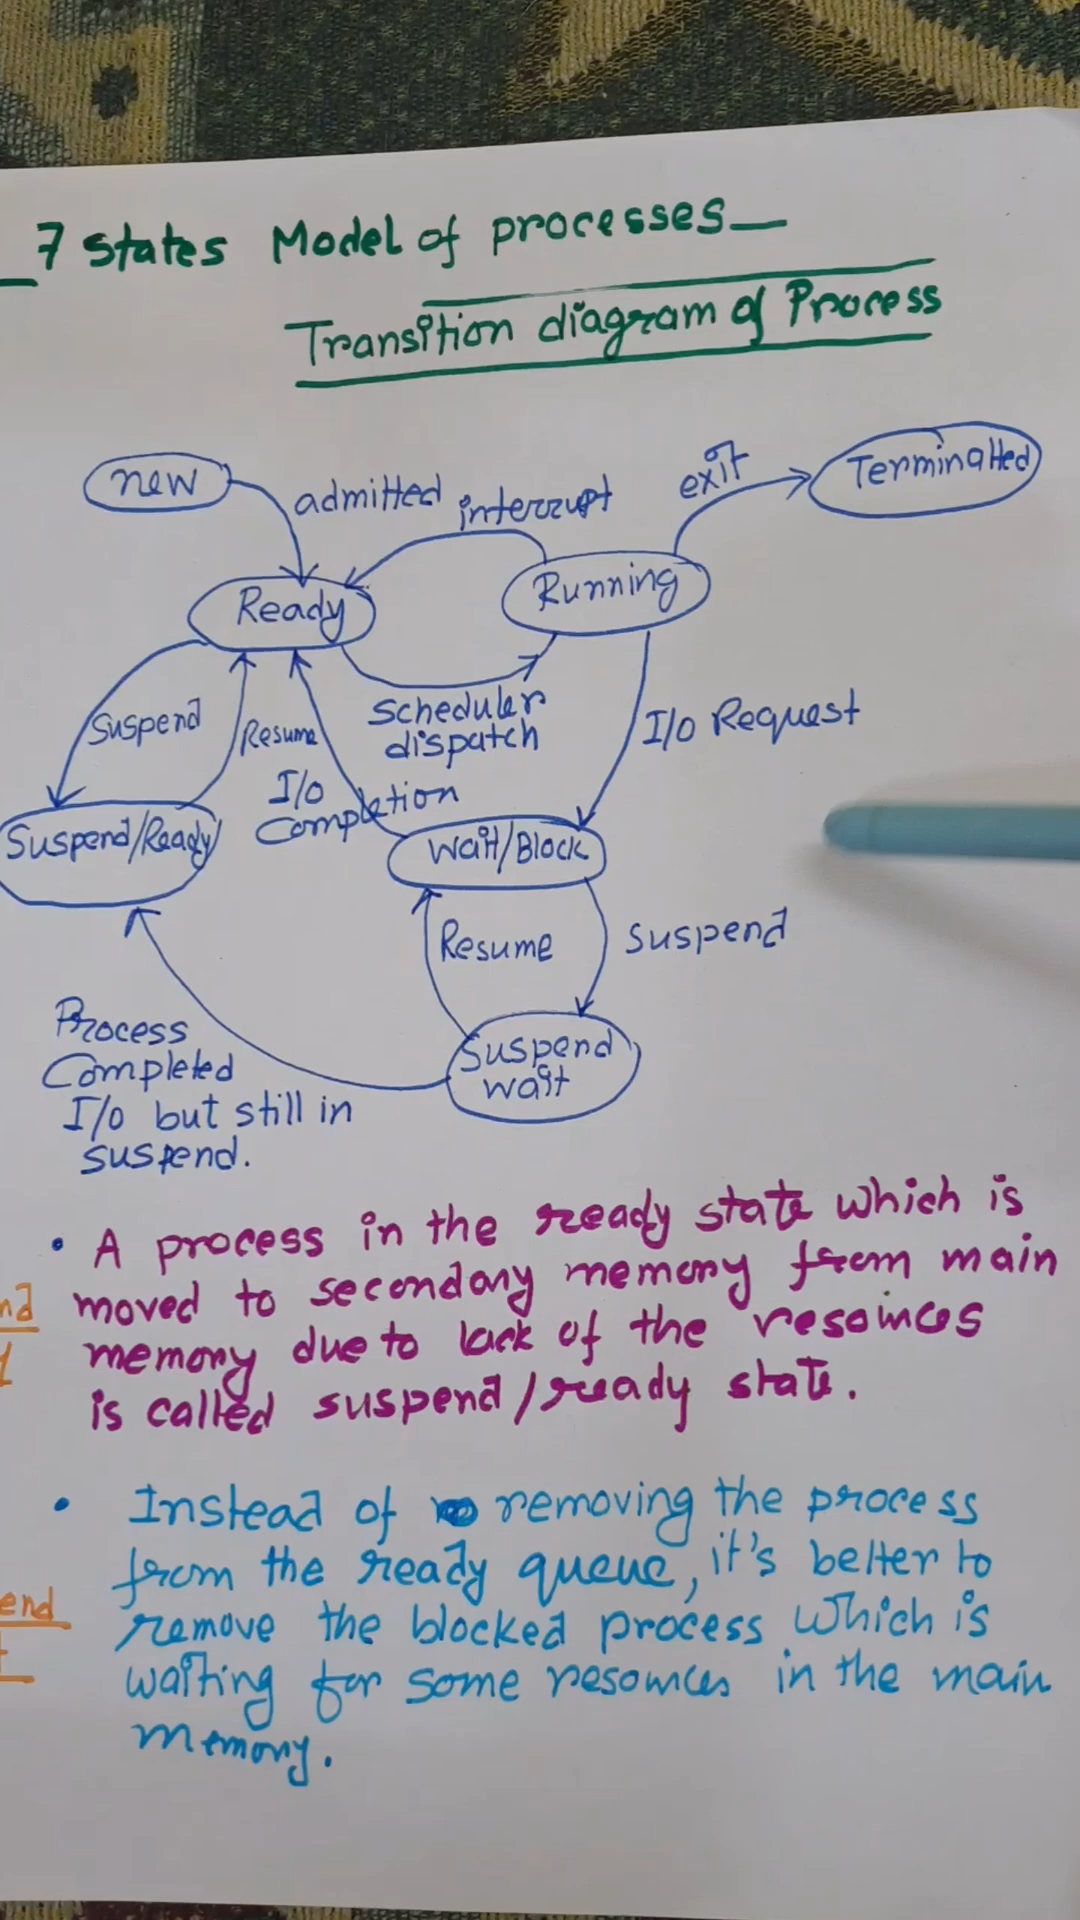 7 States Model of processes
Transition diagram of Process
new
admitted
interrupt
exit
Terminatted
Ready
Running
Suspend
Resume
Scheduler
dispatch
I/o Request
I/o
Completion
Suspend/Ready
Wait/Block
Resume
Suspend
Process
Completed
I/o but still in
suspend.
Suspend
wait
• A process in the ready state which is
moved to secondary memory from main
memory due to lack of the resources
is called suspend/ready state.
• Instead of removing the process
from the ready queue, it's better to
remove the blocked process which is
waiting for some resources in the main
memory.